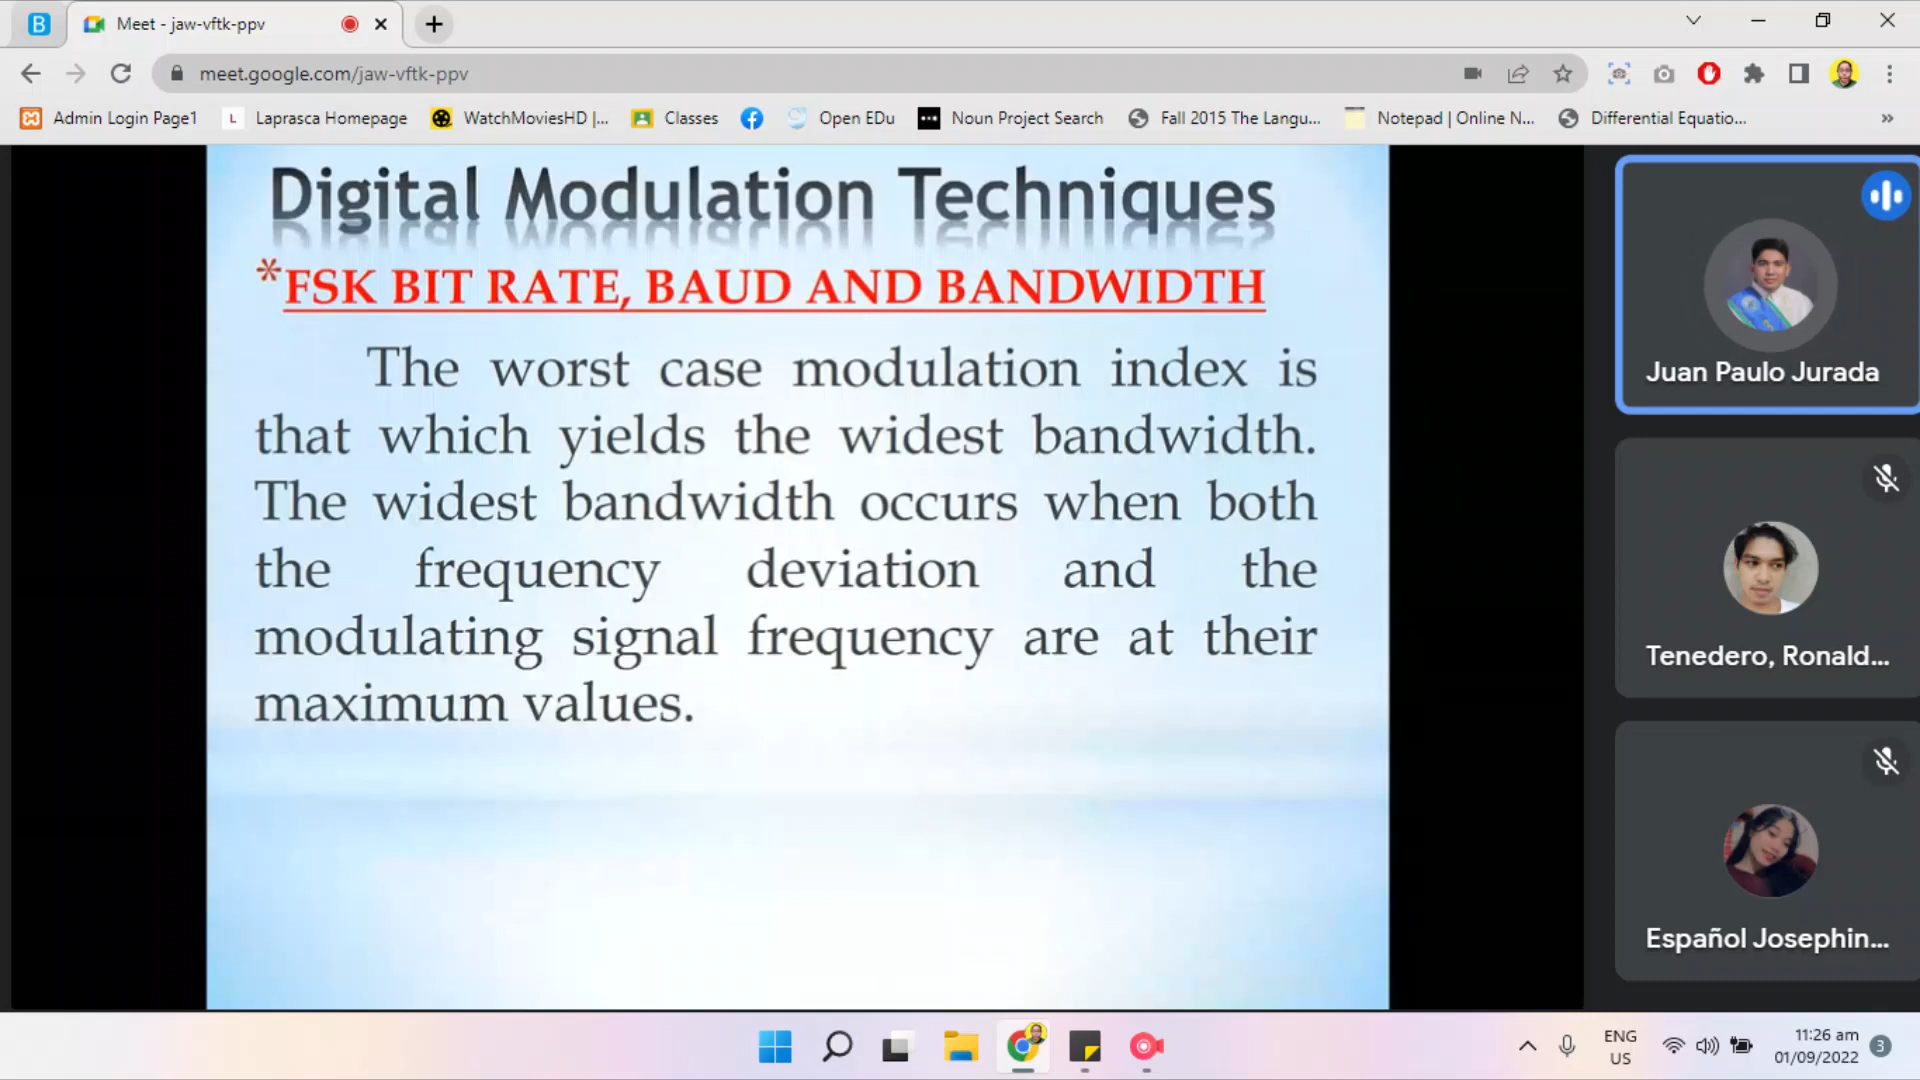 B
Meet - jaw-vftk-ppv
meet.google.com/jaw-vftk-ppv
Admin Login Page1
L Laprasca Homepage
WatchMoviesHD |...
Classes
Open EDu
Noun Project Search
Fall 2015 The Langu...
Notepad | Online N...
Differential Equatio...
»
Digital Modulation Techniques
*FSK BIT RATE, BAUD AND BANDWIDTH
The worst case modulation index is
that which yields the widest bandwidth.
The widest bandwidth occurs when both
the frequency deviation and the
modulating signal frequency are at their
maximum values.
Juan Paulo Jurada
Tenedero, Ronald...
Español Josephin...
ENG
US
11:26 am
01/09/2022
3